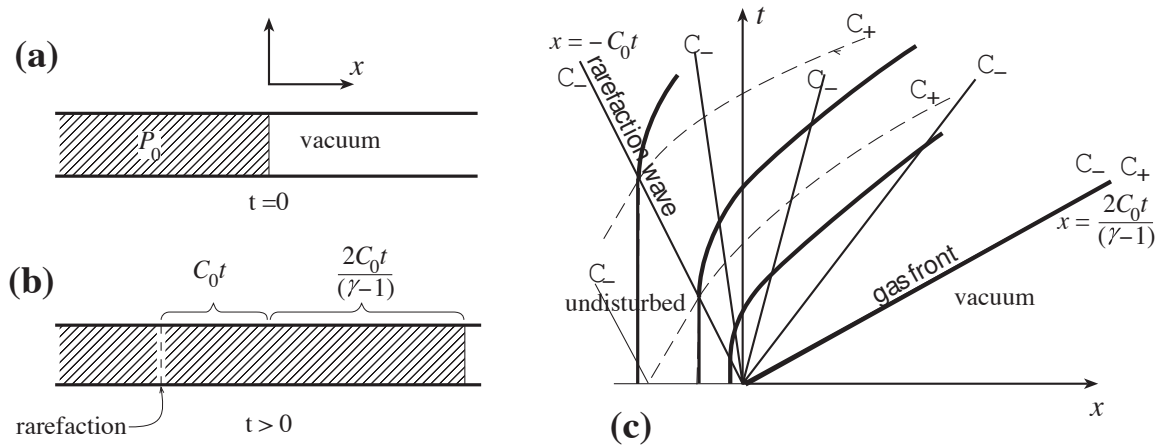 (a)
x
P₀
vacuum
t =0
(b)
C₀t
2C₀t
(γ−1)
rarefaction
t > 0
t
x = −C₀t
C₋
C₋
C₊
C₋
C₋
C₊
rarefaction wave
C₋ C₊
x = 2C₀t
(γ−1)
gas front
C₋
undisturbed
vacuum
x
(c)